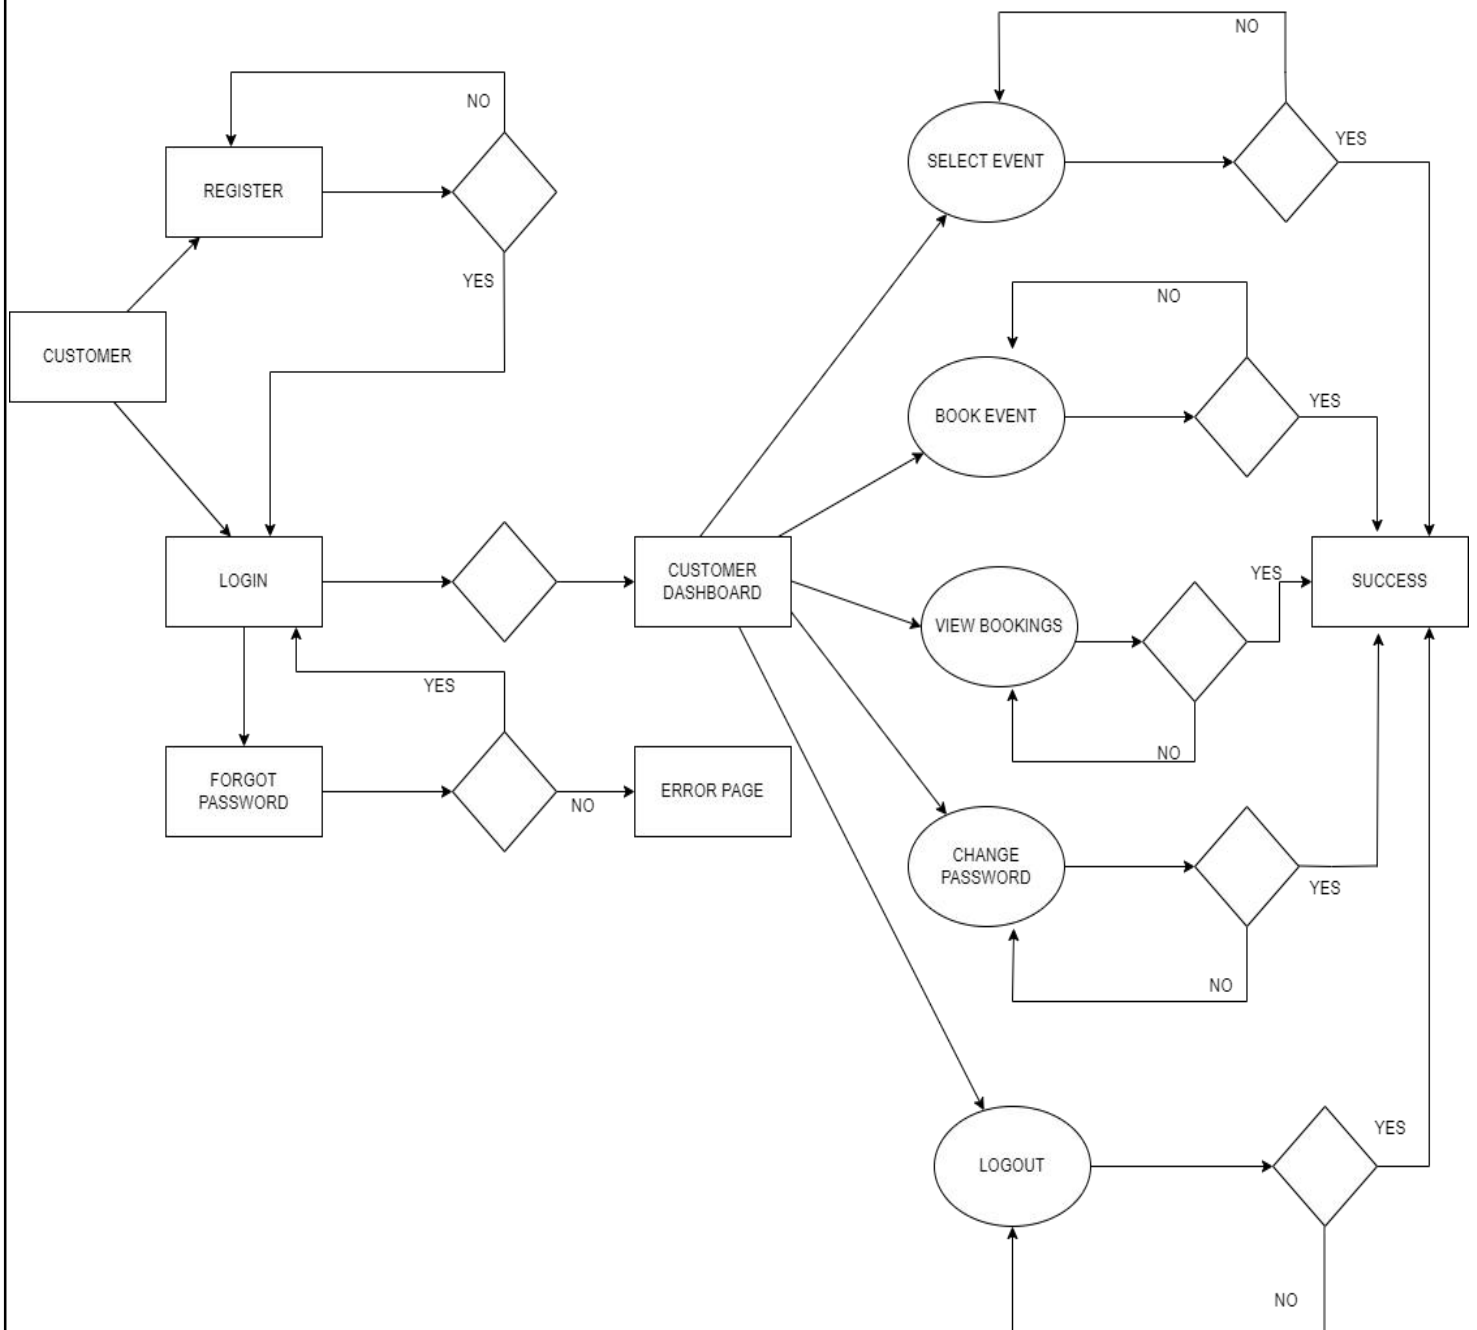 NO
NO
YES
SELECT EVENT
REGISTER
YES
NO
CUSTOMER
YES
BOOK EVENT
LOGIN
CUSTOMER
DASHBOARD
YES
SUCCESS
VIEW BOOKINGS
YES
NO
FORGOT
PASSWORD
NO
ERROR PAGE
CHANGE
PASSWORD
YES
NO
YES
LOGOUT
NO